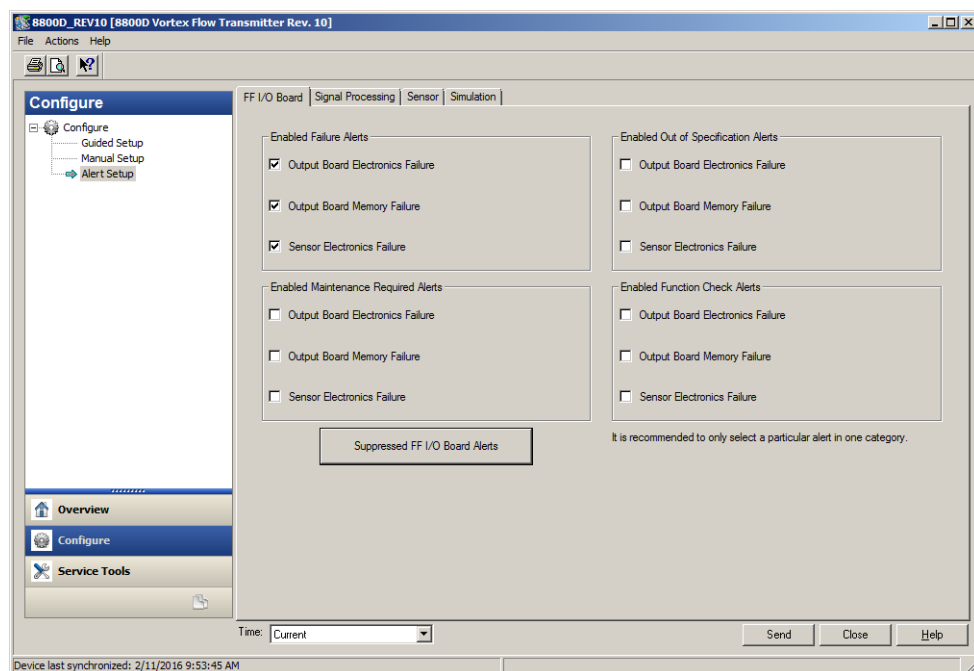 8800D_REV10 [8800D Vortex Flow Transmitter Rev. 10]
File Actions Help
Configure
Configure
Guided Setup
Manual Setup
Alert Setup
Overview
Configure
Service Tools
FF I/O Board Signal Processing Sensor Simulation
Enabled Failure Alerts
Output Board Electronics Failure
Output Board Memory Failure
Sensor Electronics Failure
Enabled Out of Specification Alerts
Output Board Electronics Failure
Output Board Memory Failure
Sensor Electronics Failure
Enabled Maintenance Required Alerts
Output Board Electronics Failure
Output Board Memory Failure
Sensor Electronics Failure
Enabled Function Check Alerts
Output Board Electronics Failure
Output Board Memory Failure
Sensor Electronics Failure
Suppressed FF I/O Board Alerts
It is recommended to only select a particular alert in one category.
Time: Current
Send Close Help
Device last synchronized: 2/11/2016 9:53:45 AM